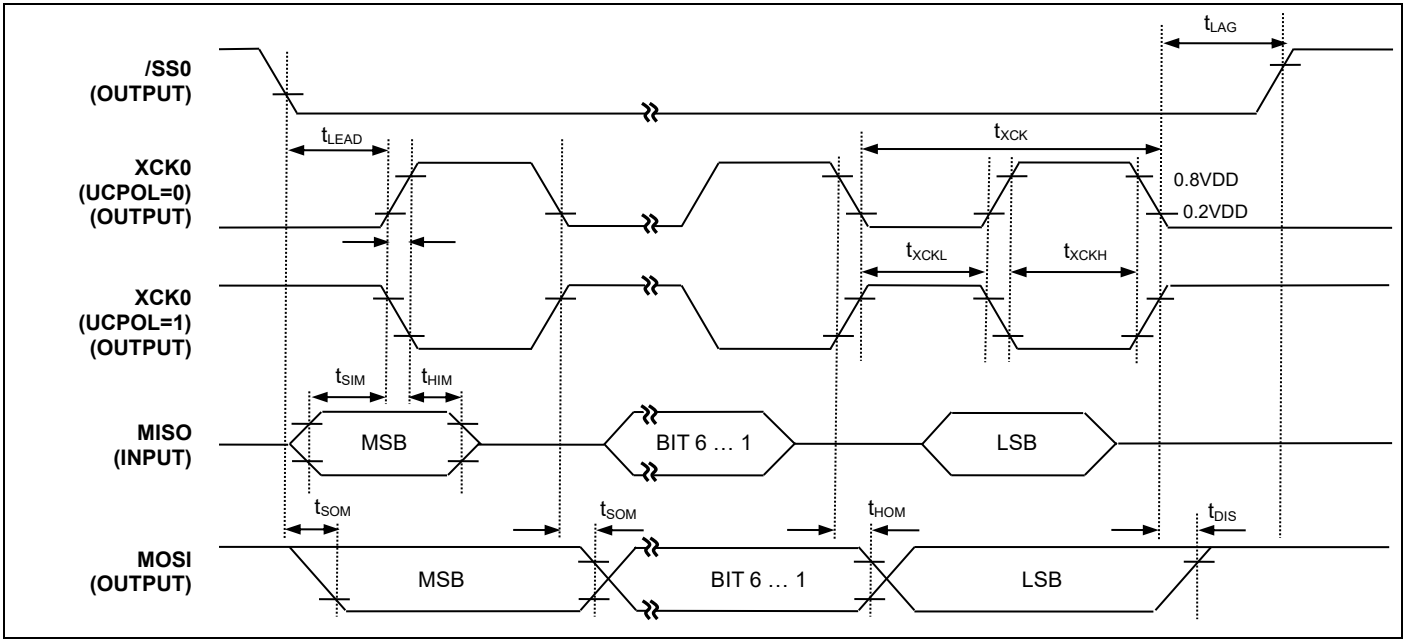 tLAG
/SS0
(OUTPUT)
tLEAD
tXCK
XCK0
(UCPOL=0)
(OUTPUT)
0.8VDD
0.2VDD
tXCKL
tXCKH
XCK0
(UCPOL=1)
(OUTPUT)
tSIM
tHIM
MISO
(INPUT)
MSB
BIT 6 … 1
LSB
tSOM
tSOM
tHOM
tDIS
MOSI
(OUTPUT)
MSB
BIT 6 … 1
LSB